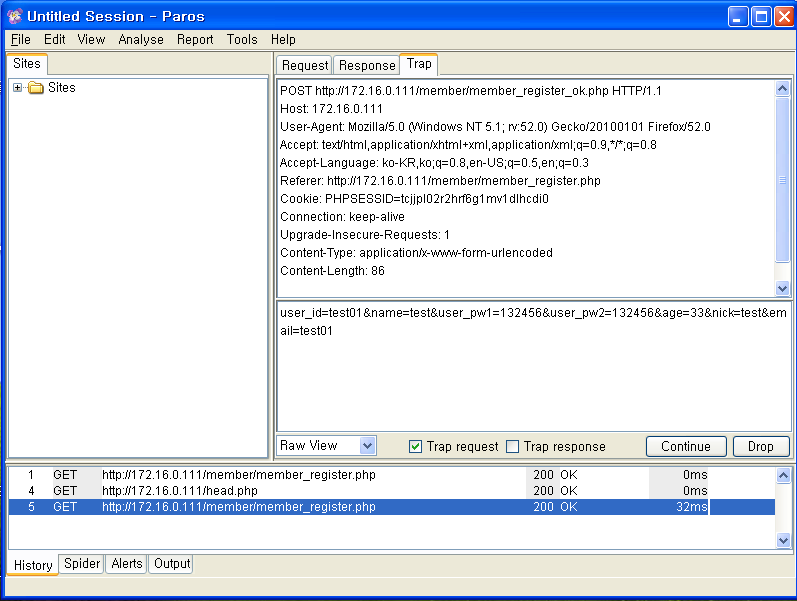 Untitled Session - Paros
File Edit View Analyse Report Tools Help
Sites
Sites
Request Response Trap
POST http://172.16.0.111/member/member_register_ok.php HTTP/1.1
Host: 172.16.0.111
User-Agent: Mozilla/5.0 (Windows NT 5.1; rv:52.0) Gecko/20100101 Firefox/52.0
Accept: text/html,application/xhtml+xml,application/xml;q=0.9,*/*;q=0.8
Accept-Language: ko-KR,ko;q=0.8,en-US;q=0.5,en;q=0.3
Referer: http://172.16.0.111/member/member_register.php
Cookie: PHPSESSID=tcjjpl02r2hrf6g1mv1dlhcdi0
Connection: keep-alive
Upgrade-Insecure-Requests: 1
Content-Type: application/x-www-form-urlencoded
Content-Length: 86
user_id=test01&name=test&user_pw1=132456&user_pw2=132456&age=33&nick=test&em
ail=test01
Raw View Trap request Trap response Continue Drop
1 GET http://172.16.0.111/member/member_register.php 200 OK 0ms
4 GET http://172.16.0.111/head.php 200 OK 0ms
5 GET http://172.16.0.111/member/member_register.php 200 OK 32ms
History Spider Alerts Output